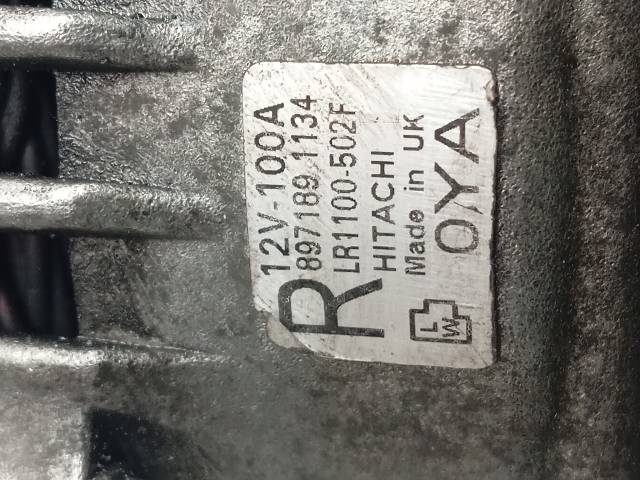 R
12V-100A
897189 1134
LR1100-502F
HITACHI
Made in UK
L
W
OYA